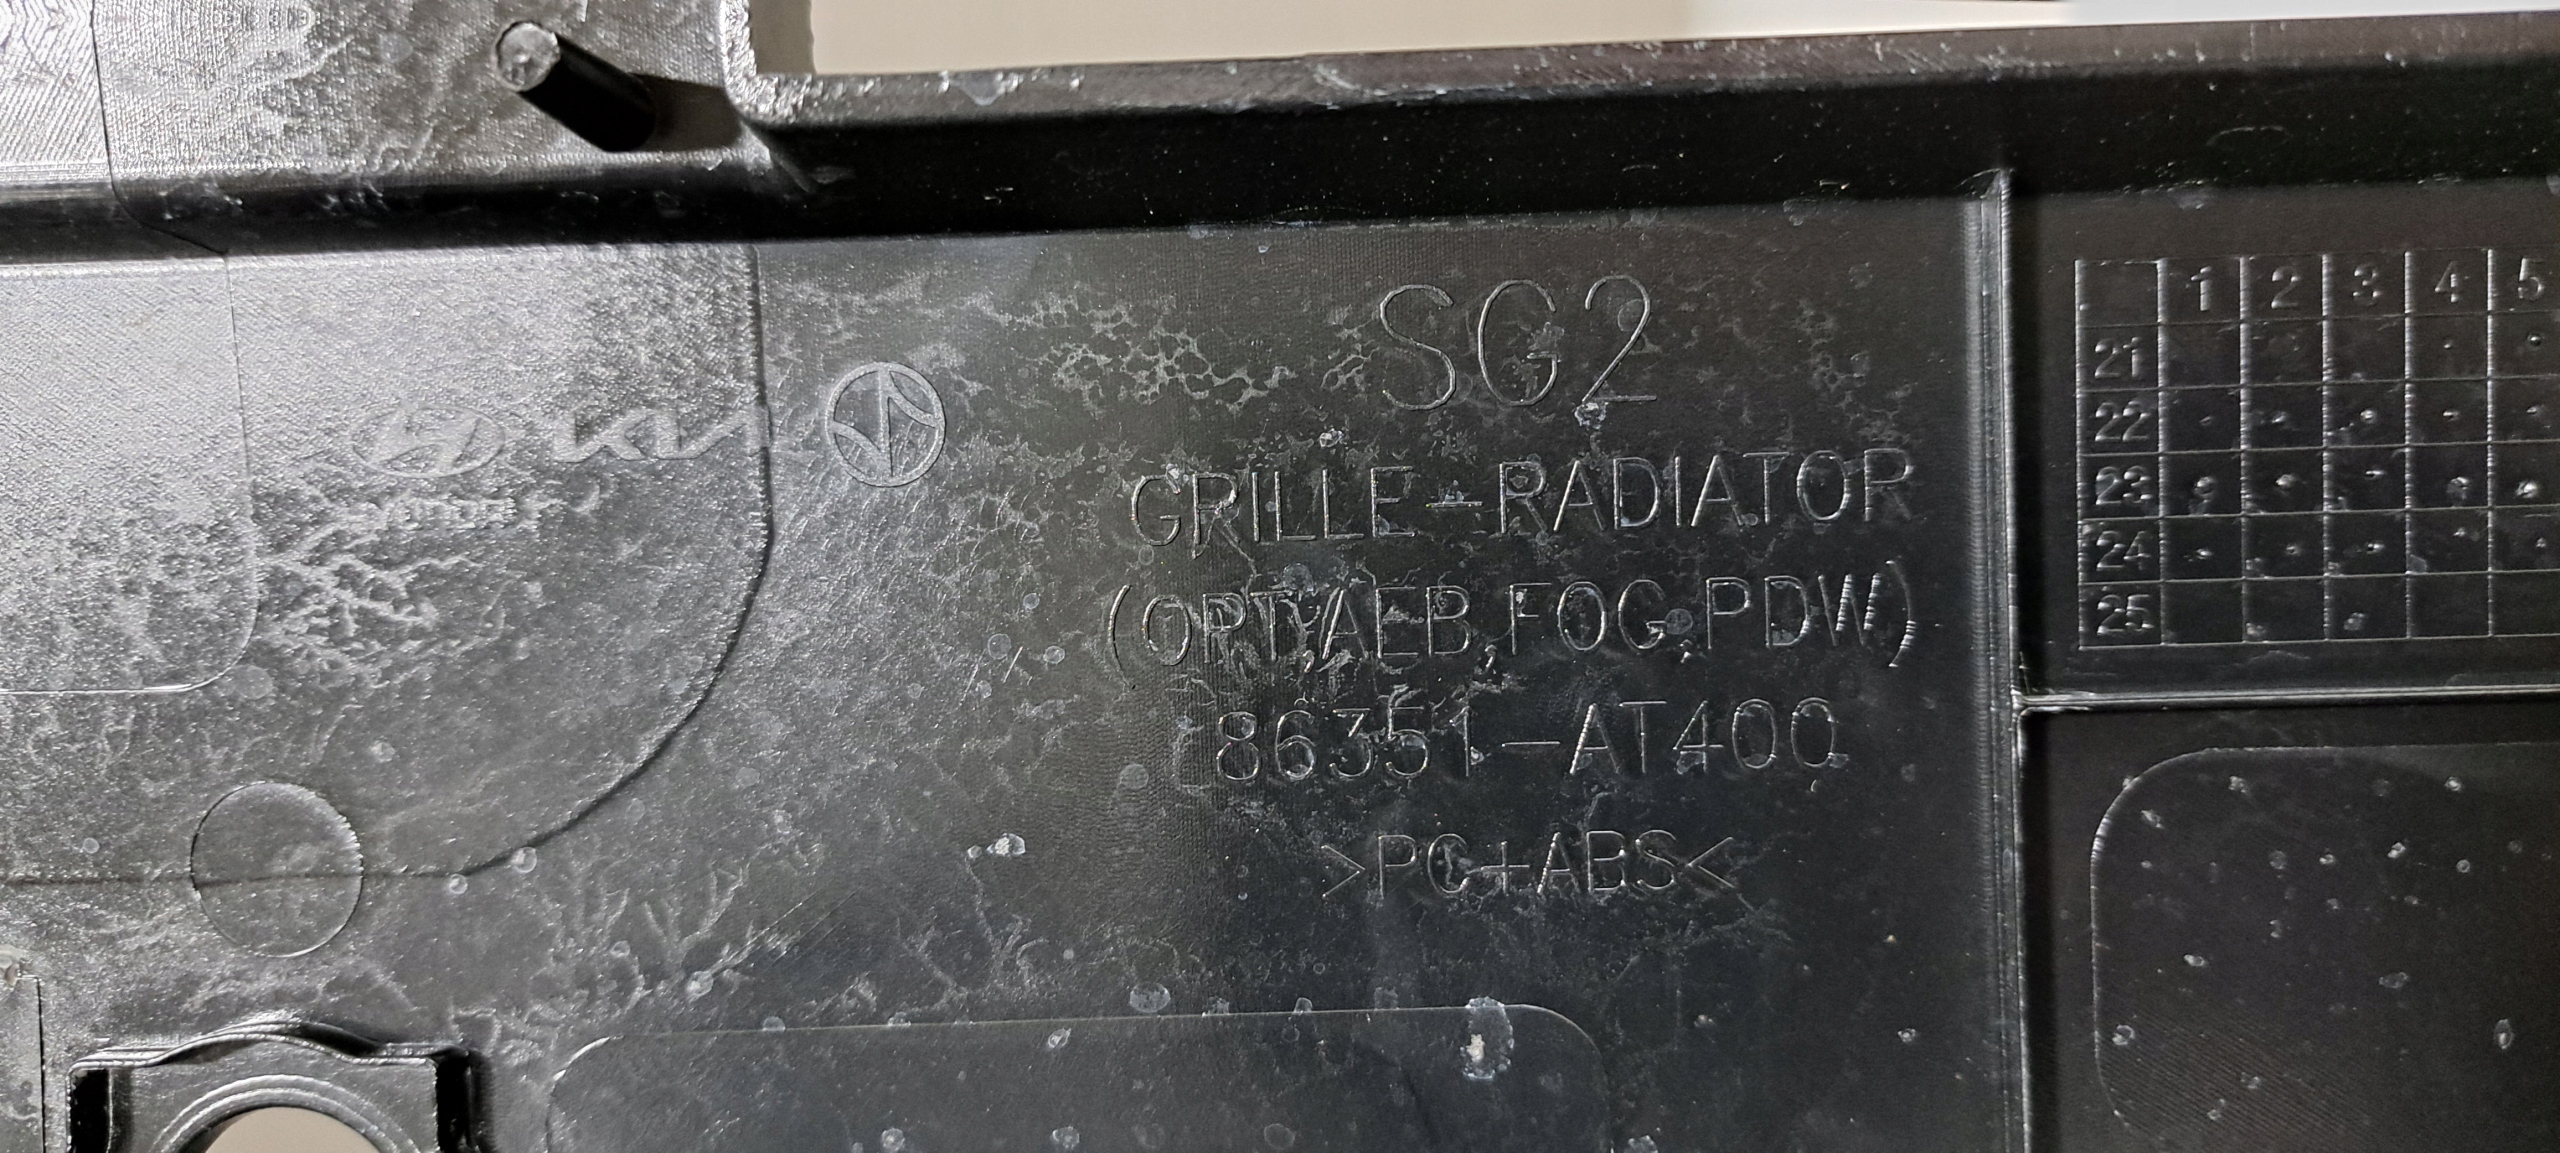 SG2
KIA
GRILLE-RADIATOR
(OPT,AEB,FOG,PDW)
86351-AT400
>PC+ABS<
1 2 3 4 5
21
22
23
24
25